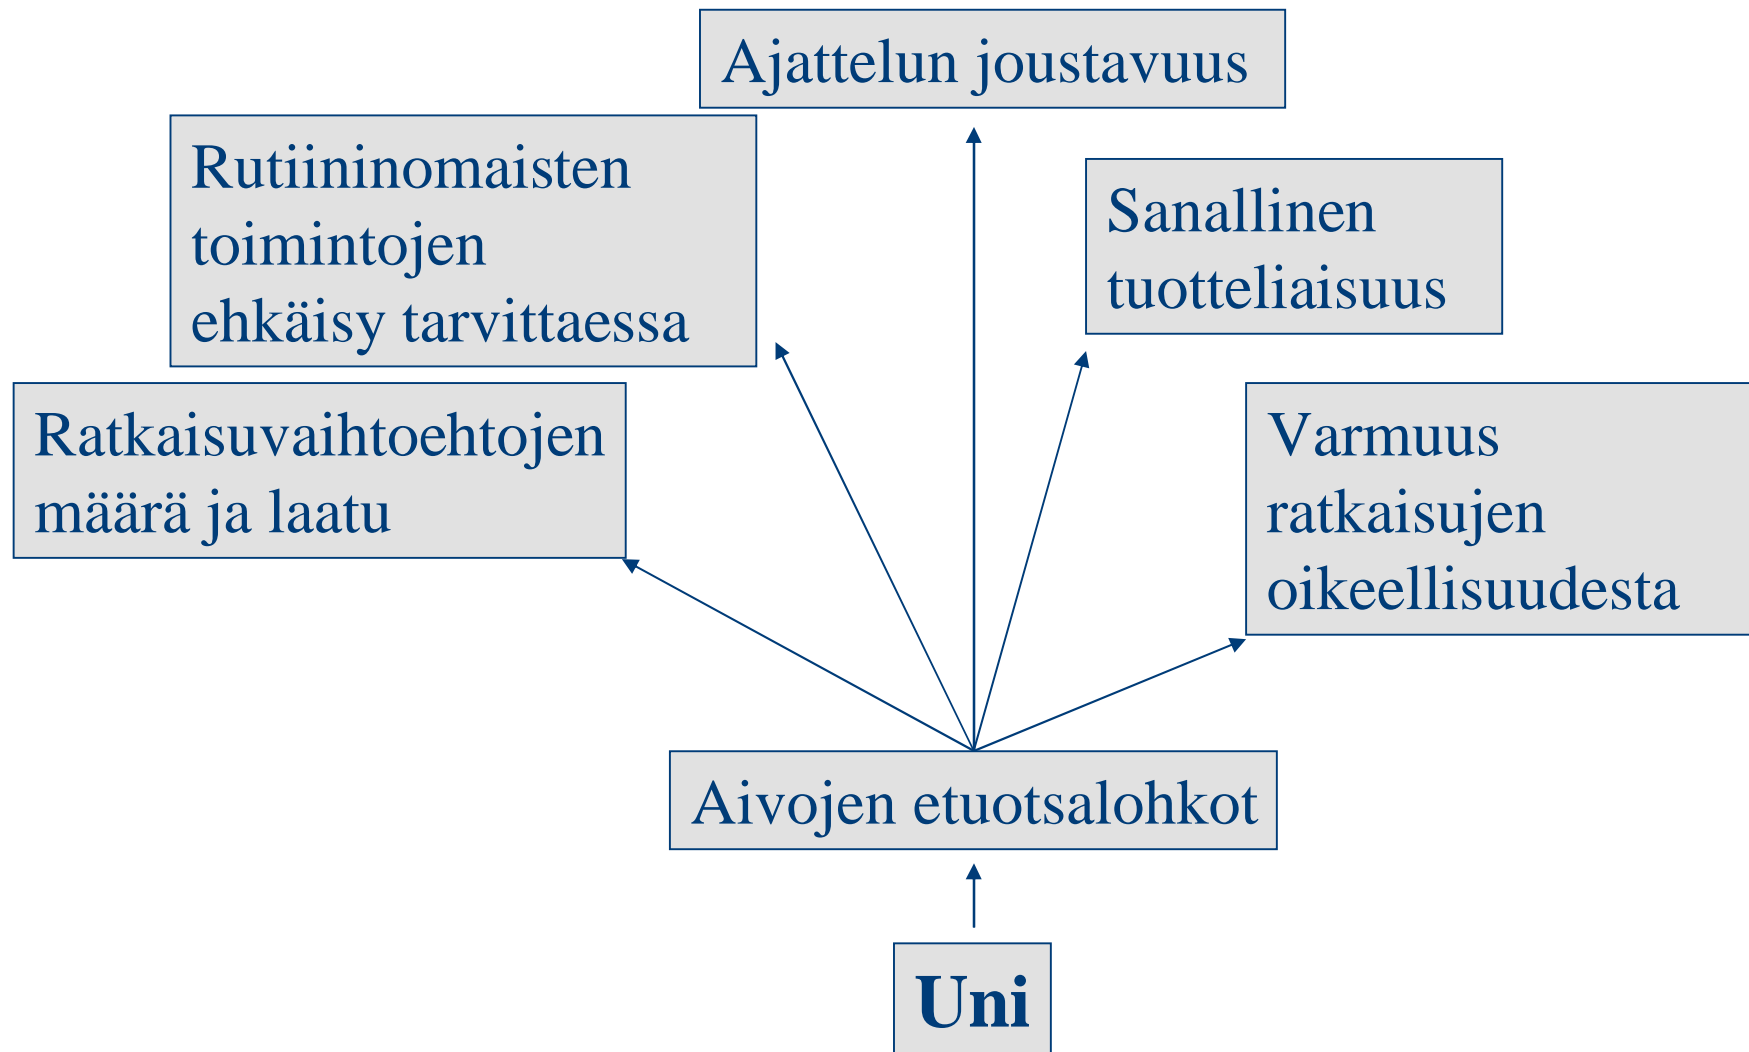 Ajattelun joustavuus
Rutiininomaisten
toimintojen
ehkäisy tarvittaessa
Sanallinen
tuotteliaisuus
Ratkaisuvaihtoehtojen
määrä ja laatu
Varmuus
ratkaisujen
oikeellisuudesta
Aivojen etuotsalohkot
Uni